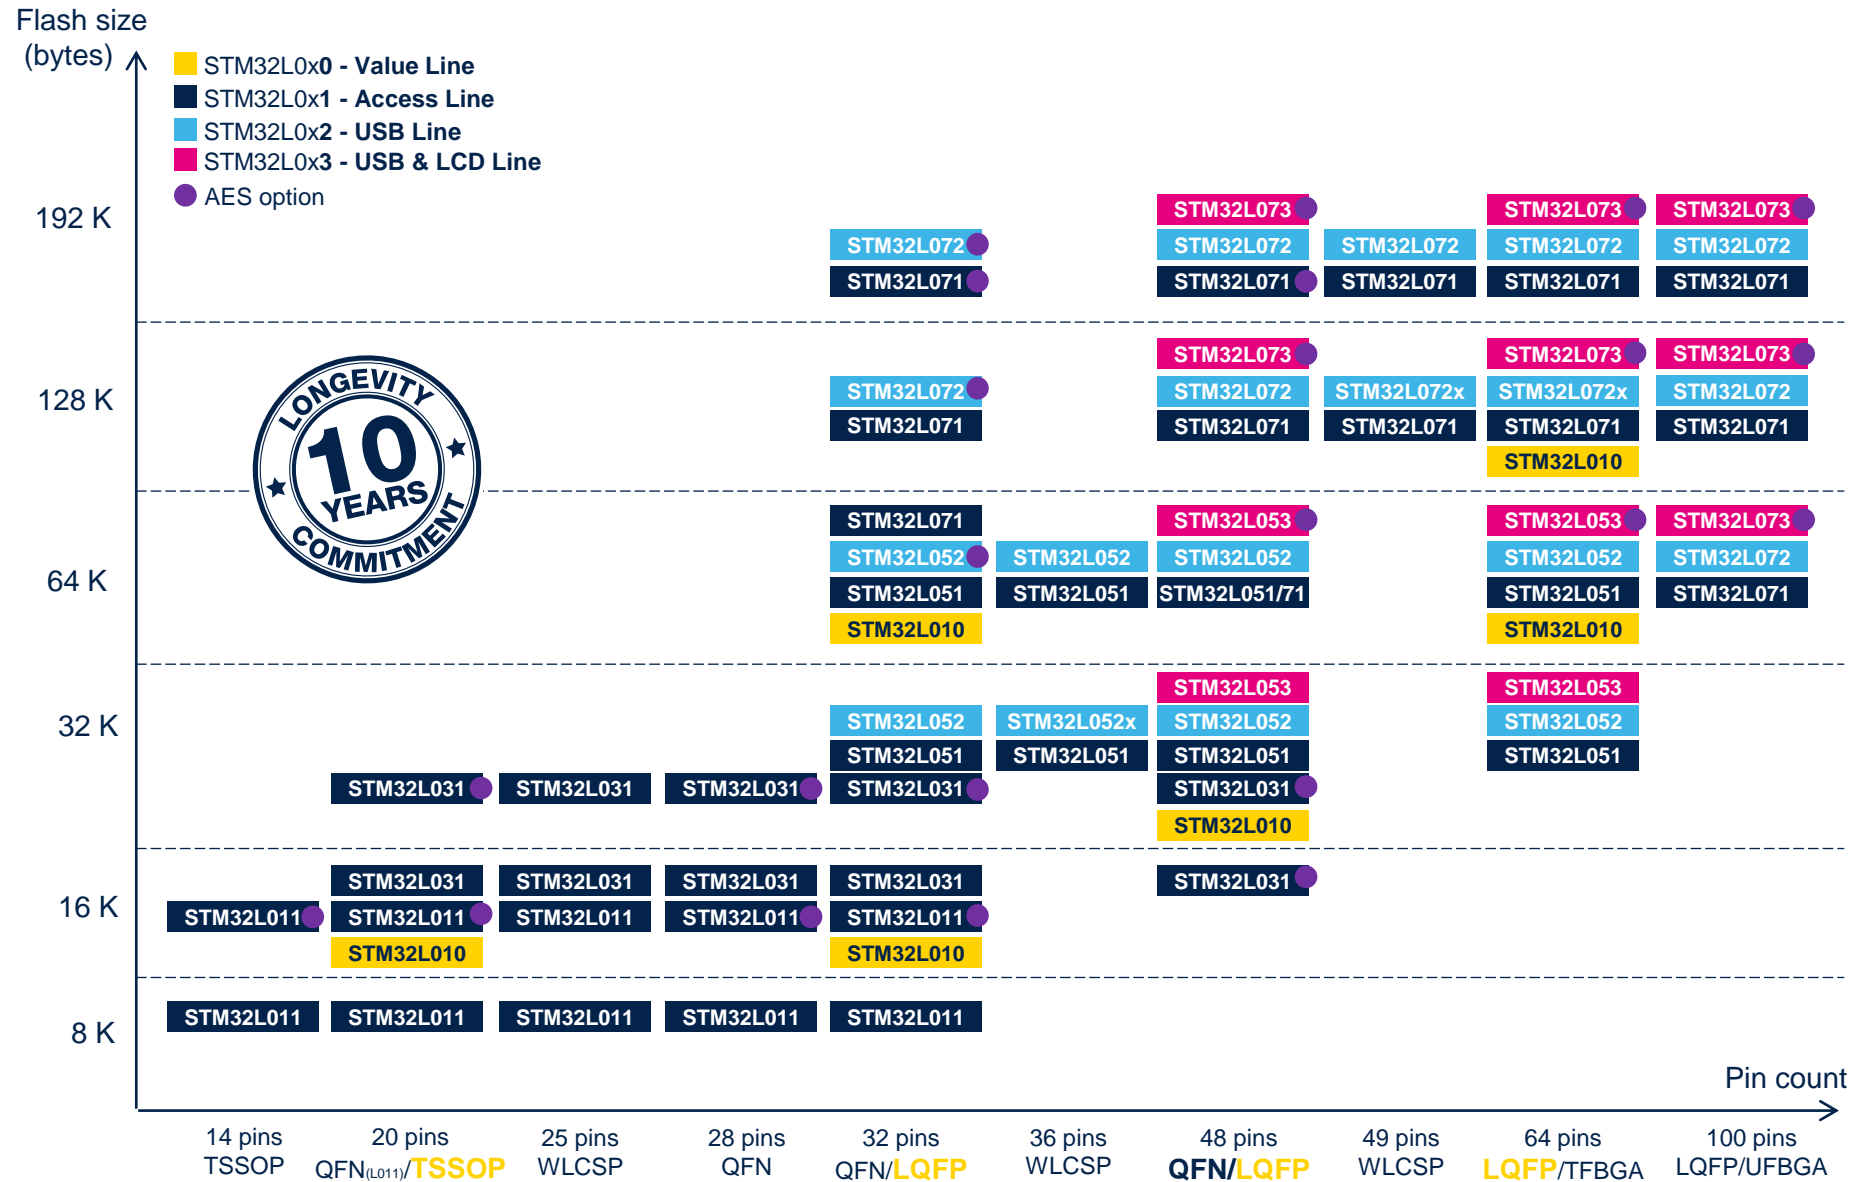 Flash size
(bytes)
STM32L0x0 - Value Line
STM32L0x1 - Access Line
STM32L0x2 - USB Line
STM32L0x3 - USB & LCD Line
AES option
192 K
STM32L073 STM32L073 STM32L073
STM32L072 STM32L072 STM32L072 STM32L072 STM32L072
STM32L071 STM32L071 STM32L071 STM32L071 STM32L071
128 K
STM32L073 STM32L073 STM32L073
STM32L072 STM32L072 STM32L072x STM32L072x STM32L072
STM32L071 STM32L071 STM32L071 STM32L071 STM32L071
STM32L010
LONGEVITY
10
YEARS
COMMITMENT
64 K
STM32L071 STM32L053 STM32L053 STM32L073
STM32L052 STM32L052 STM32L052 STM32L052 STM32L072
STM32L051 STM32L051 STM32L051/71 STM32L051 STM32L071
STM32L010 STM32L010
32 K
STM32L053 STM32L053
STM32L052 STM32L052x STM32L052 STM32L052
STM32L051 STM32L051 STM32L051 STM32L051
STM32L031 STM32L031 STM32L031 STM32L031 STM32L031
STM32L010
16 K
STM32L031 STM32L031 STM32L031 STM32L031 STM32L031
STM32L011 STM32L011 STM32L011 STM32L011 STM32L011
STM32L010 STM32L010
8 K
STM32L011 STM32L011 STM32L011 STM32L011 STM32L011
Pin count
14 pins 20 pins 25 pins 28 pins 32 pins 36 pins 48 pins 49 pins 64 pins 100 pins
TSSOP QFN(L011)/TSSOP WLCSP QFN QFN/LQFP WLCSP QFN/LQFP WLCSP LQFP/TFBGA LQFP/UFBGA